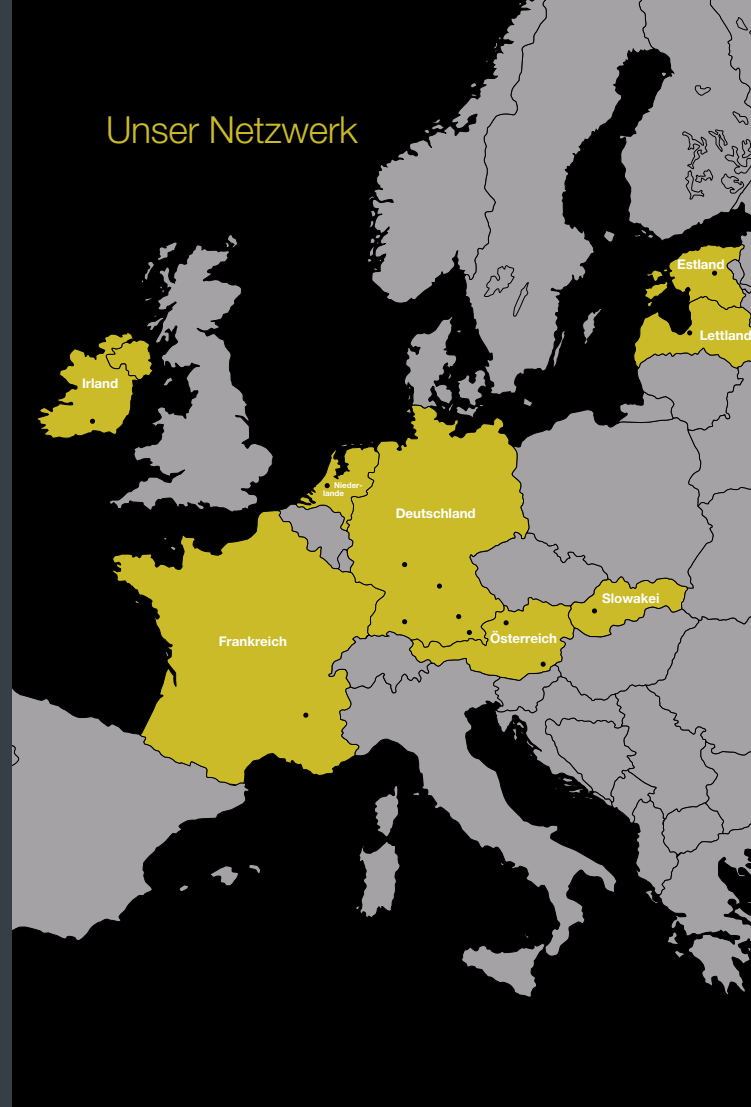 Unser Netzwerk
Estland
Lettland
Irland
Nieder-
lande
Deutschland
Slowakei
Österreich
Frankreich